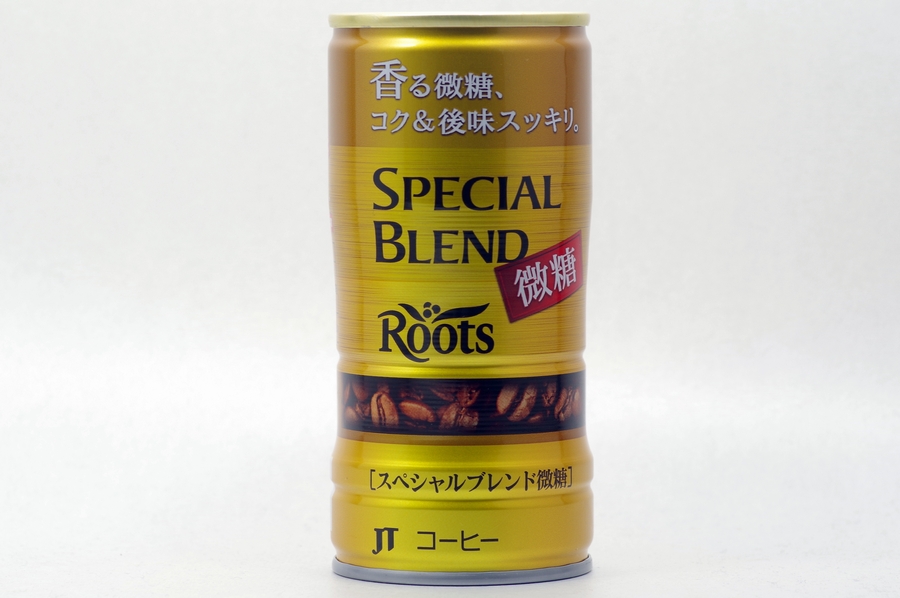 香る微糖、
コク&後味スッキリ。
SPECIAL
BLEND
微糖
Roots
[スペシャルブレンド微糖]
JT コーヒー